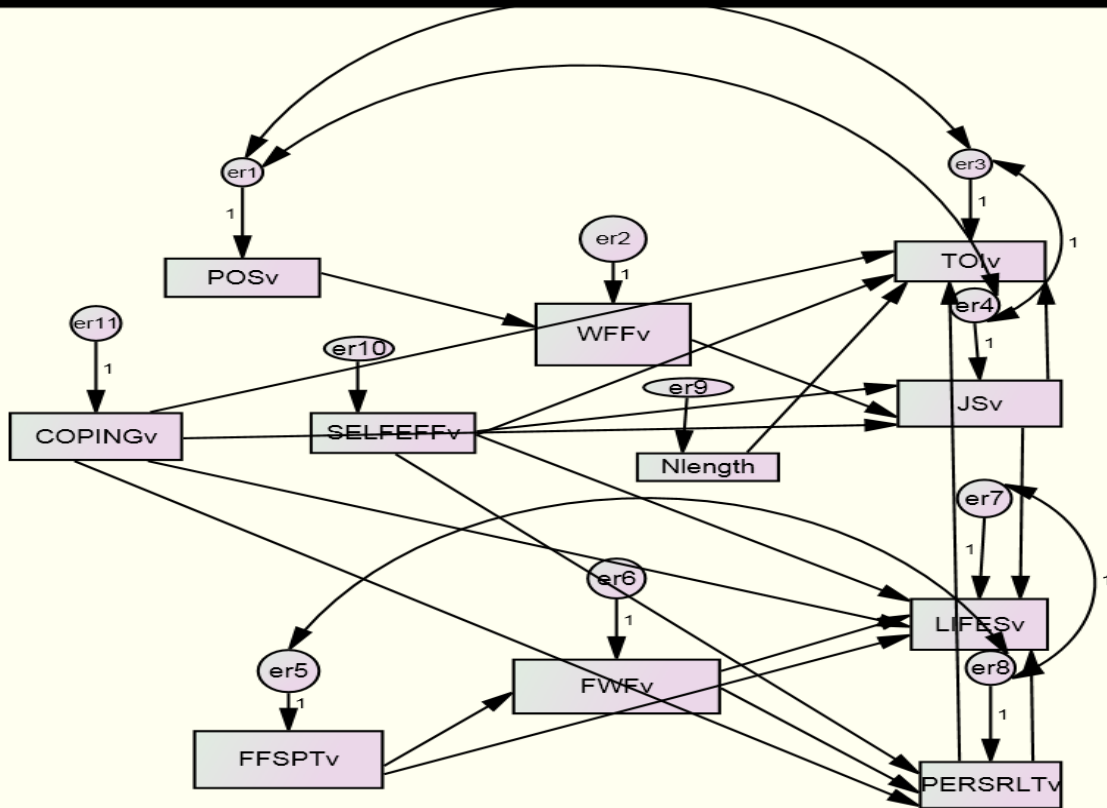 er1
er3
1
1
er2
1
1
POSv
TOIv
er4
er11
WFFv
1
er10
1
er9
JSv
COPINGv
SELFEFFv
Nlength
er7
1
er6
1
1
LIFESv
er5
er8
FWFv
1
1
FFSPTv
PERSRLTv